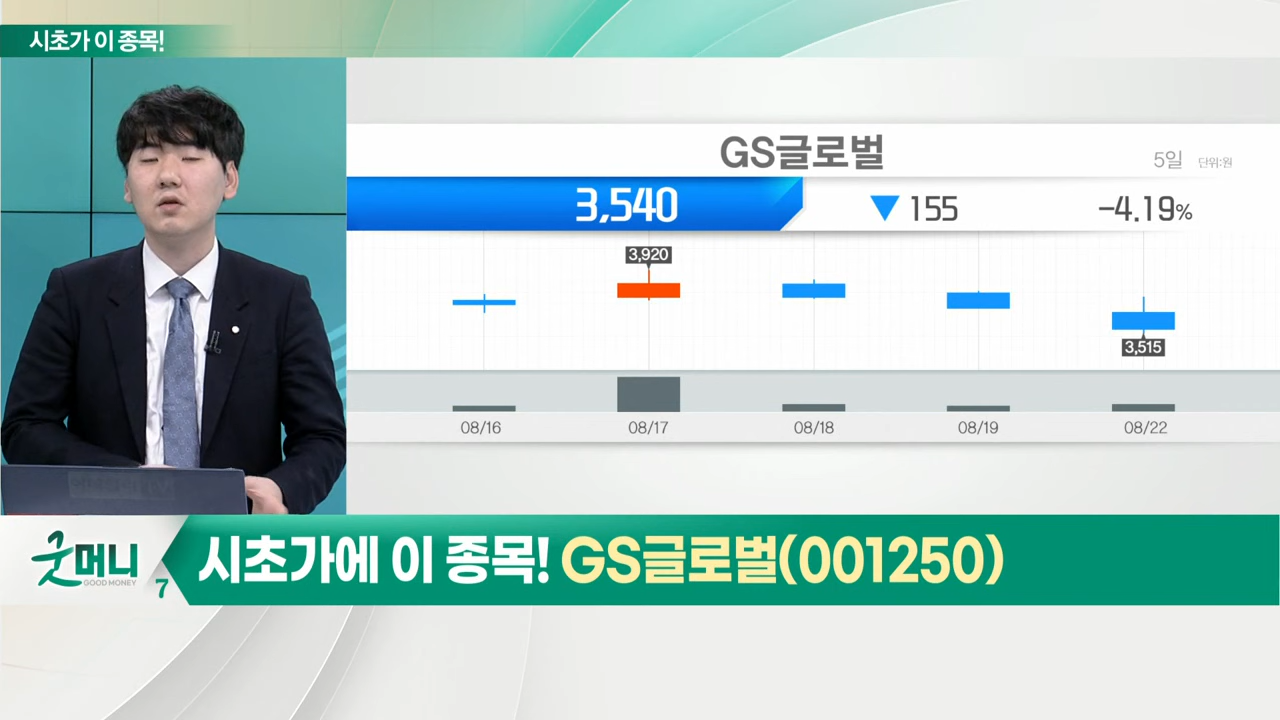 시초가 이 종목!
GS글로벌
5일 단위:원
3,540 ▼ 155 -4.19%
3,920
3,515
08/16 08/17 08/18 08/19 08/22
굿머니
GOOD MONEY
7
시초가에 이 종목! GS글로벌(001250)